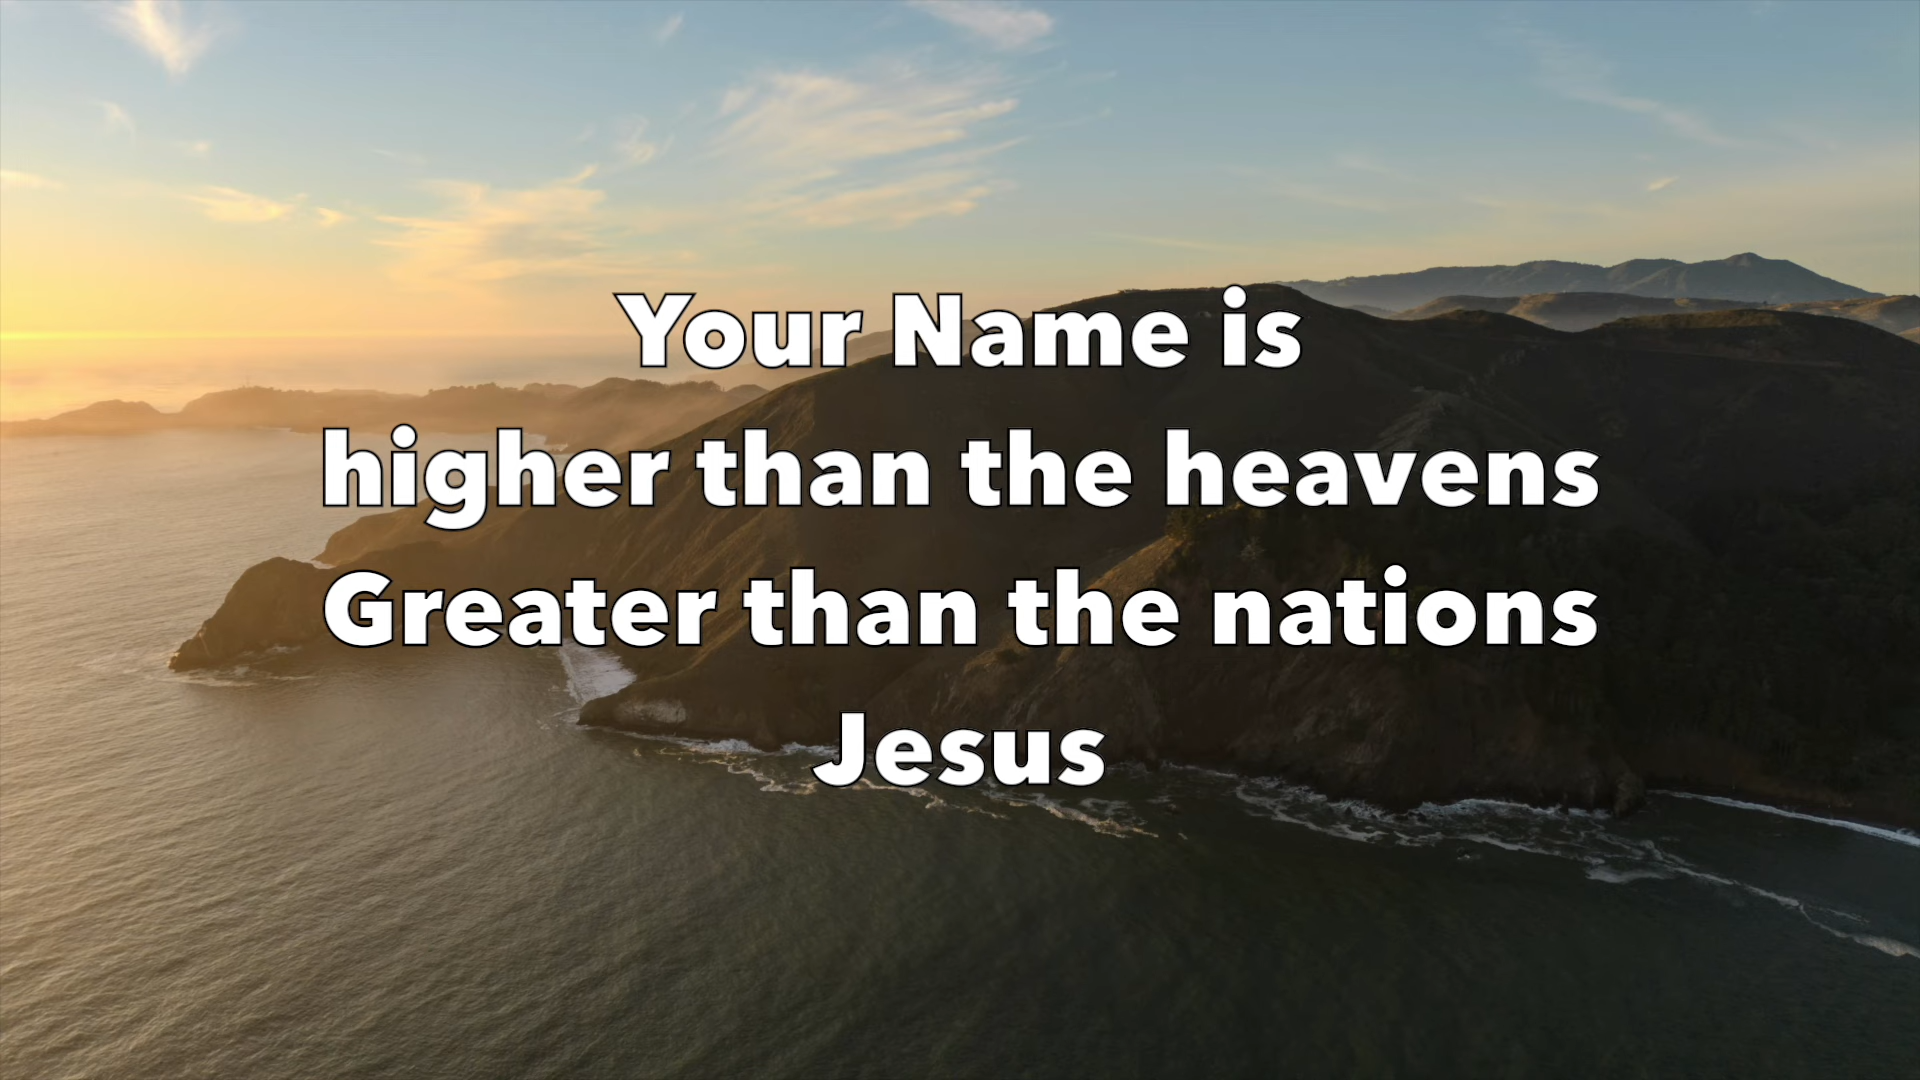 Your Name is
higher than the heavens
Greater than the nations
Jesus